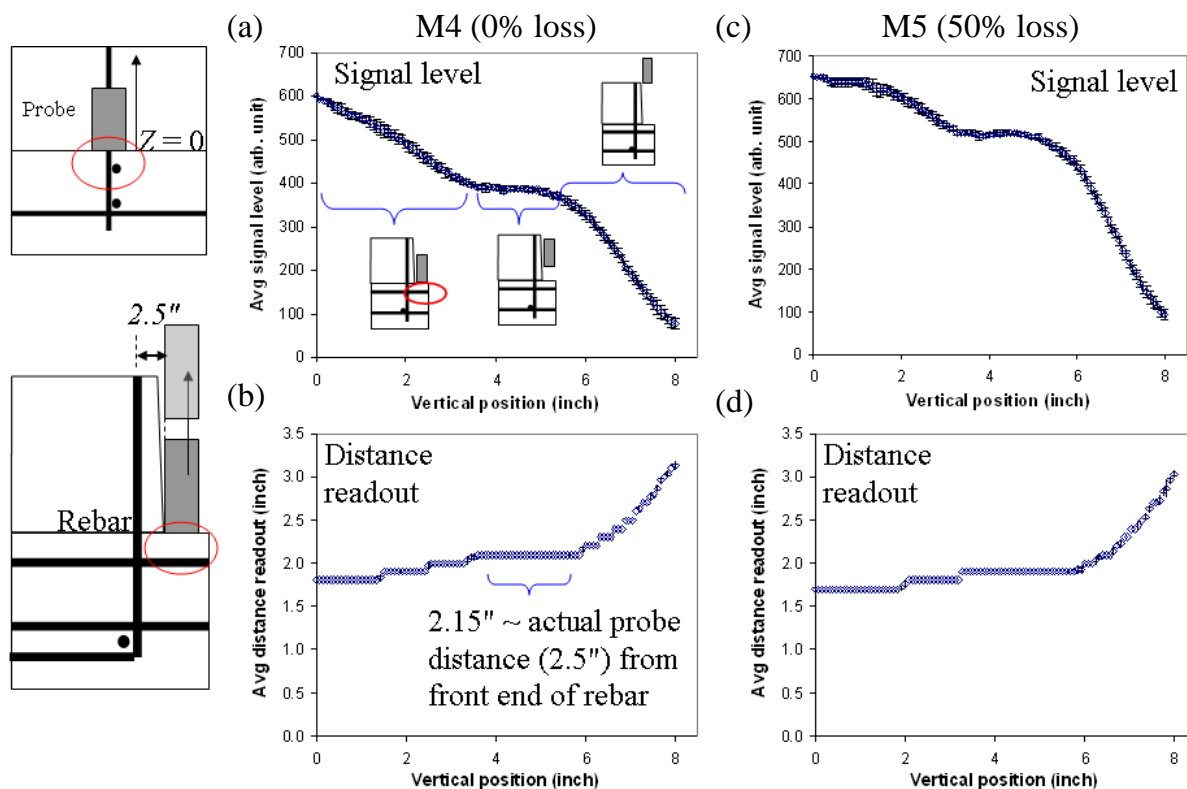 (a)
M4 (0% loss)
(c)
M5 (50% loss)
Probe
Z = 0
2.5"
Rebar
Signal level
Avg signal level (arb. unit)
700
600
500
400
300
200
100
0
0 2 4 6 8
Vertical position (inch)
Signal level
Avg signal level (arb. unit)
700
600
500
400
300
200
100
0
0 2 4 6 8
Vertical position (inch)
(b)
Distance
readout
Avg distance readout (inch)
3.5
3.0
2.5
2.0
1.5
1.0
0.5
0.0
2.15" ~ actual probe
distance (2.5") from
front end of rebar
0 2 4 6 8
Vertical position (inch)
(d)
Distance
readout
Avg distance readout (inch)
3.5
3.0
2.5
2.0
1.5
1.0
0.5
0.0
0 2 4 6 8
Vertical position (inch)